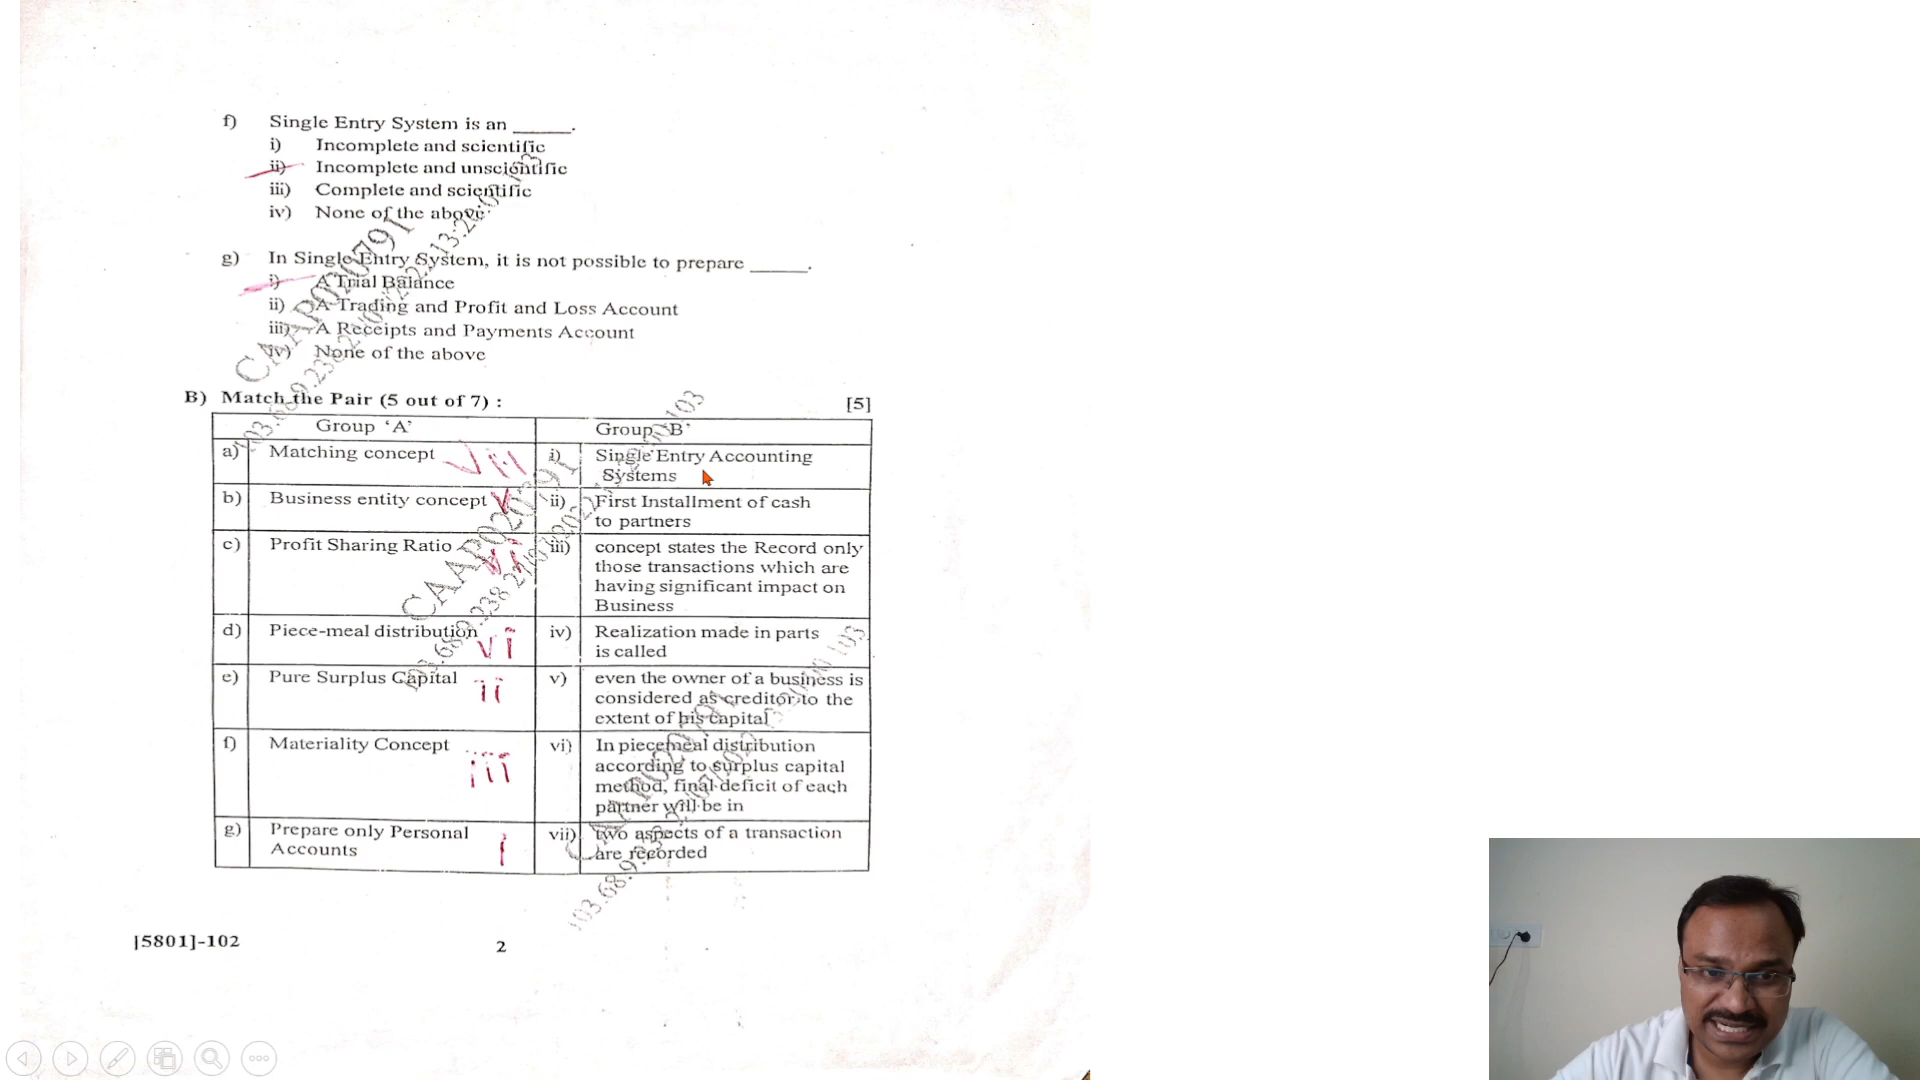 f) Single Entry System is an ______.
i) Incomplete and scientific
ii) Incomplete and unscientific
iii) Complete and scientific
iv) None of the above
g) In Single Entry System, it is not possible to prepare ______.
i) A Trial Balance
ii) A Trading and Profit and Loss Account
iii) A Receipts and Payments Account
iv) None of the above
B) Match the Pair (5 out of 7) : [5]
Group ‘A’ Group ‘B’
a) Matching concept vii i) Single Entry Accounting
Systems
b) Business entity concept v ii) First Installment of cash
to partners
c) Profit Sharing Ratio iii) concept states the Record only
those transactions which are
having significant impact on
Business
d) Piece-meal distribution vi iv) Realization made in parts
is called
e) Pure Surplus Capital ii v) even the owner of a business is
considered as creditor to the
extent of his capital
f) Materiality Concept iii vi) In piecemeal distribution
according to surplus capital
method, final deficit of each
partner will be in
g) Prepare only Personal i vii) two aspects of a transaction
Accounts are recorded
CAAP020791
CAAP020791
[5801]-102
2